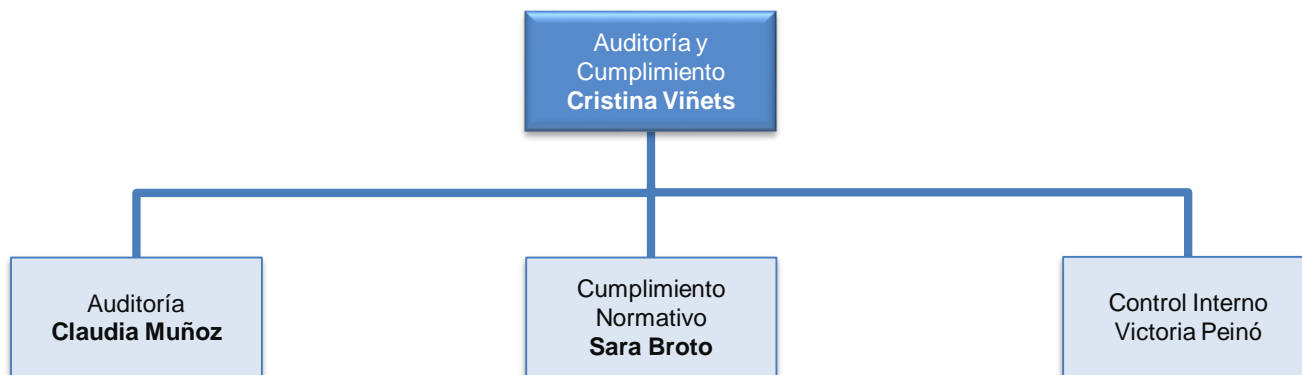 Auditoría y
Cumplimiento
Cristina Viñets
Auditoría
Claudia Muñoz
Cumplimiento
Normativo
Sara Broto
Control Interno
Victoria Peinó